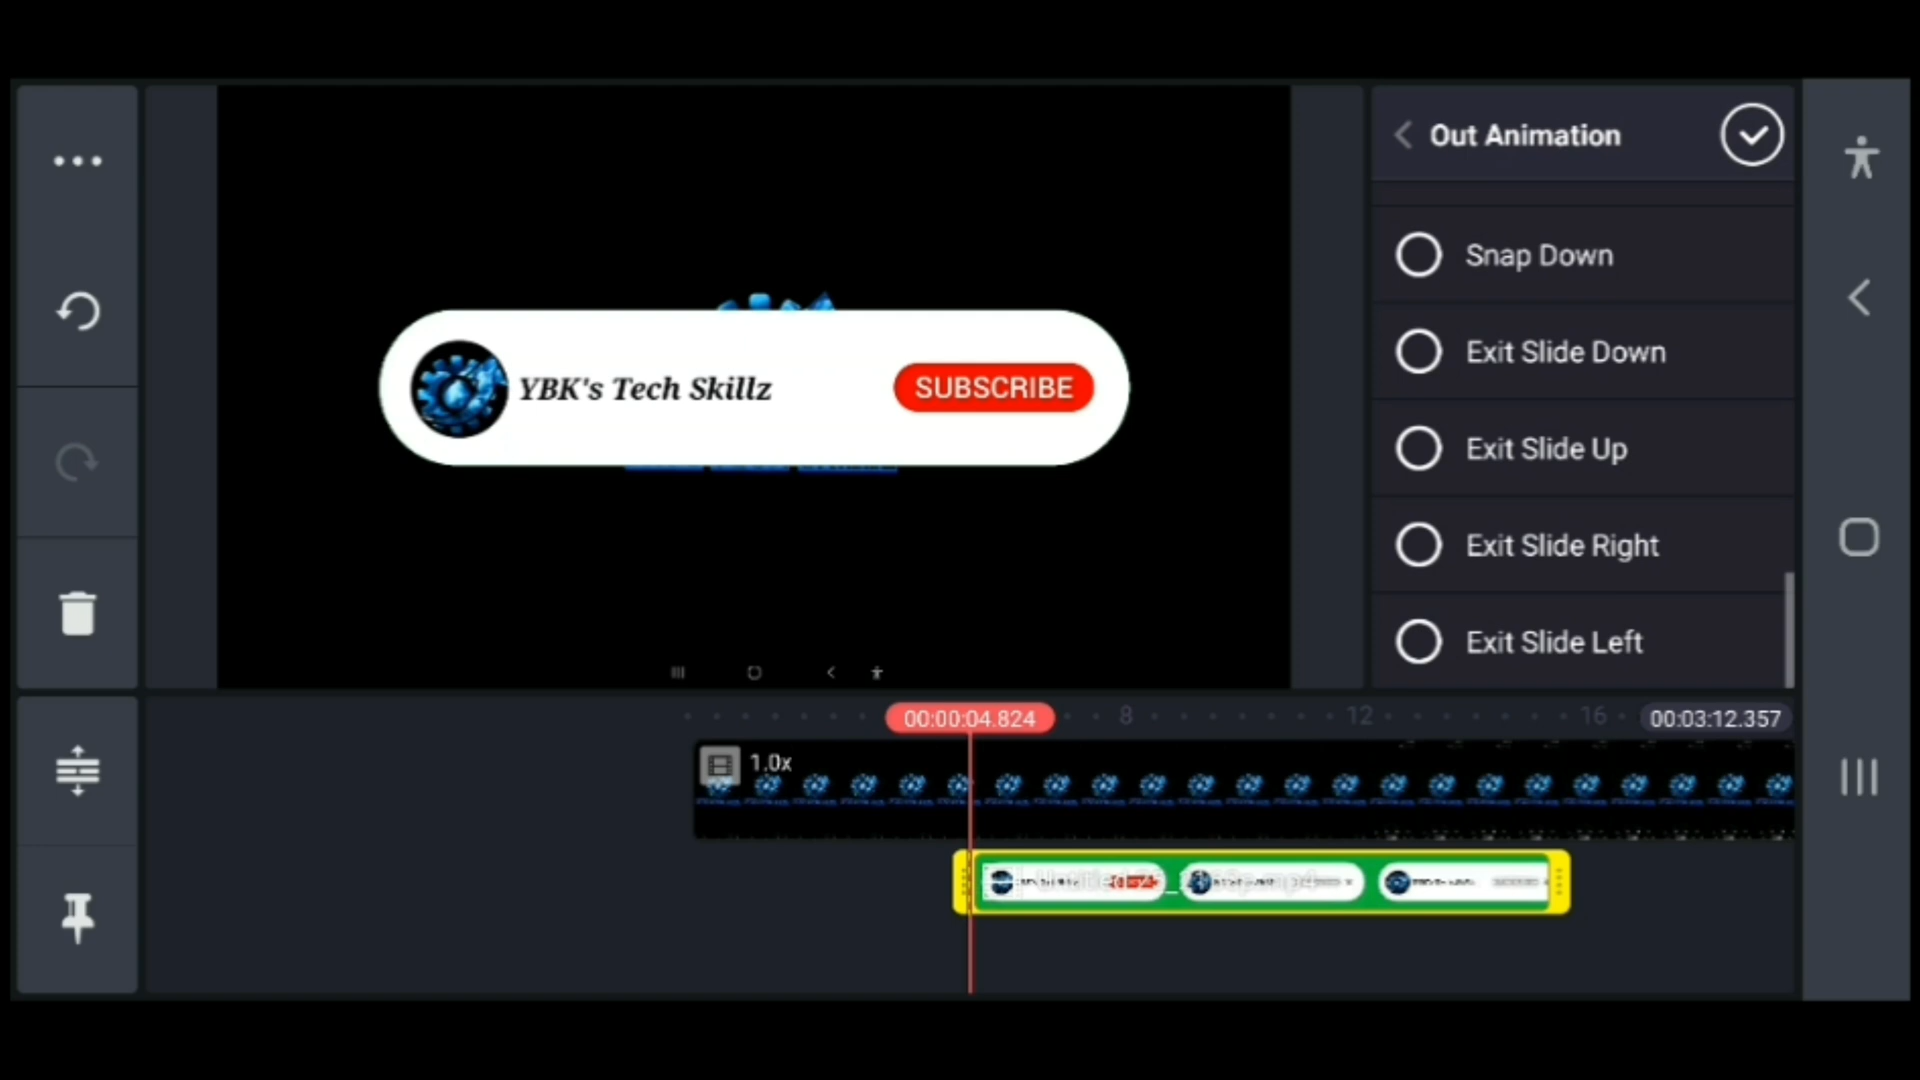 Out Animation
Snap Down
YBK's Tech Skillz
SUBSCRIBE
Exit Slide Down
Exit Slide Up
Exit Slide Right
Exit Slide Left
00:00:04.824
8
12
16
00:03:12.357
1.0x